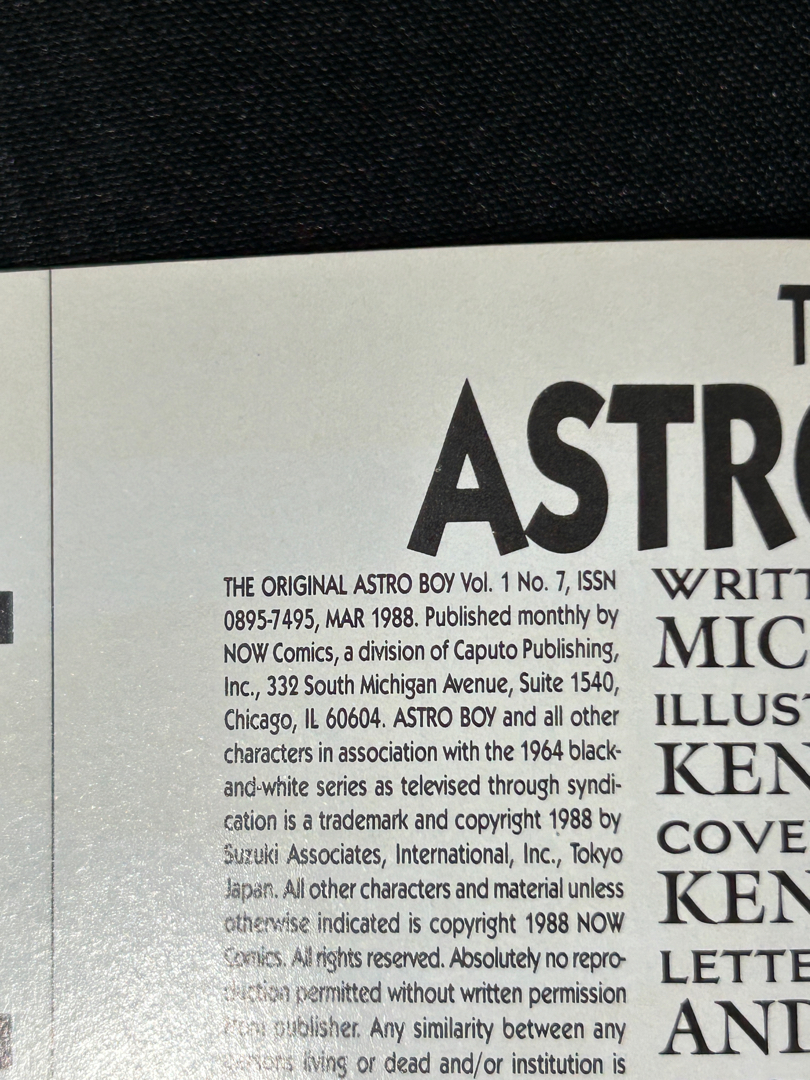 T
ASTRO
THE ORIGINAL ASTRO BOY Vol. 1 No. 7, ISSN
0895-7495, MAR 1988. Published monthly by
NOW Comics, a division of Caputo Publishing,
Inc., 332 South Michigan Avenue, Suite 1540,
Chicago, IL 60604. ASTRO BOY and all other
characters in association with the 1964 black-
and-white series as televised through syndi-
cation is a trademark and copyright 1988 by
Suzuki Associates, International, Inc., Tokyo
Japan. All other characters and material unless
otherwise indicated is copyright 1988 NOW
Comics. All rights reserved. Absolutely no repro-
duction permitted without written permission
from publisher. Any similarity between any
persons living or dead and/or institution is
WRITT
MIC
ILLUST
KEN
COVE
KEN
LETTE
AND